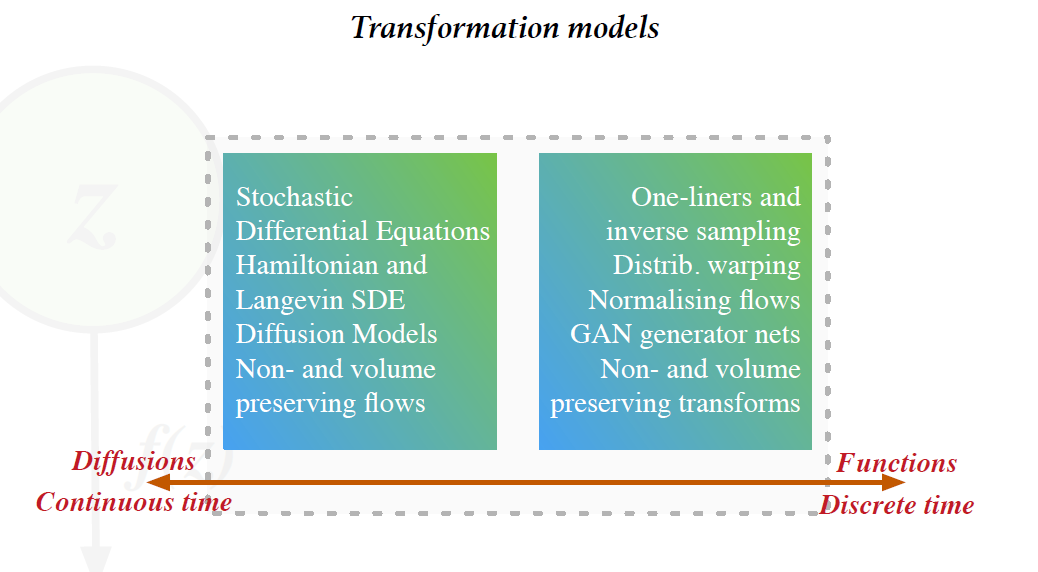 Transformation models
z
Stochastic
Differential Equations
Hamiltonian and
Langevin SDE
Diffusion Models
Non- and volume
preserving flows
One-liners and
inverse sampling
Distrib. warping
Normalising flows
GAN generator nets
Non- and volume
preserving transforms
f(z)
Diffusions
Continuous time
Functions
Discrete time